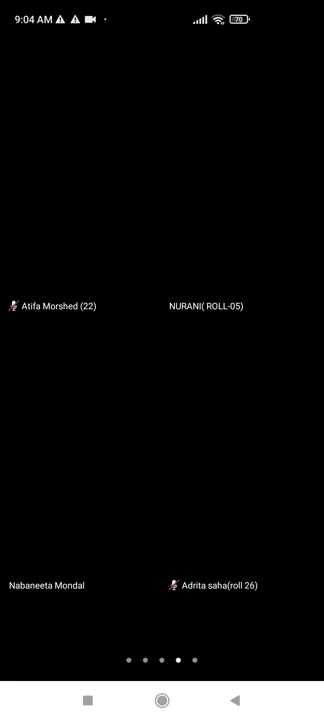 9:04 AM
70
Atifa Morshed (22)
NURANI( ROLL-05)
Nabaneeta Mondal
Adrita saha(roll 26)